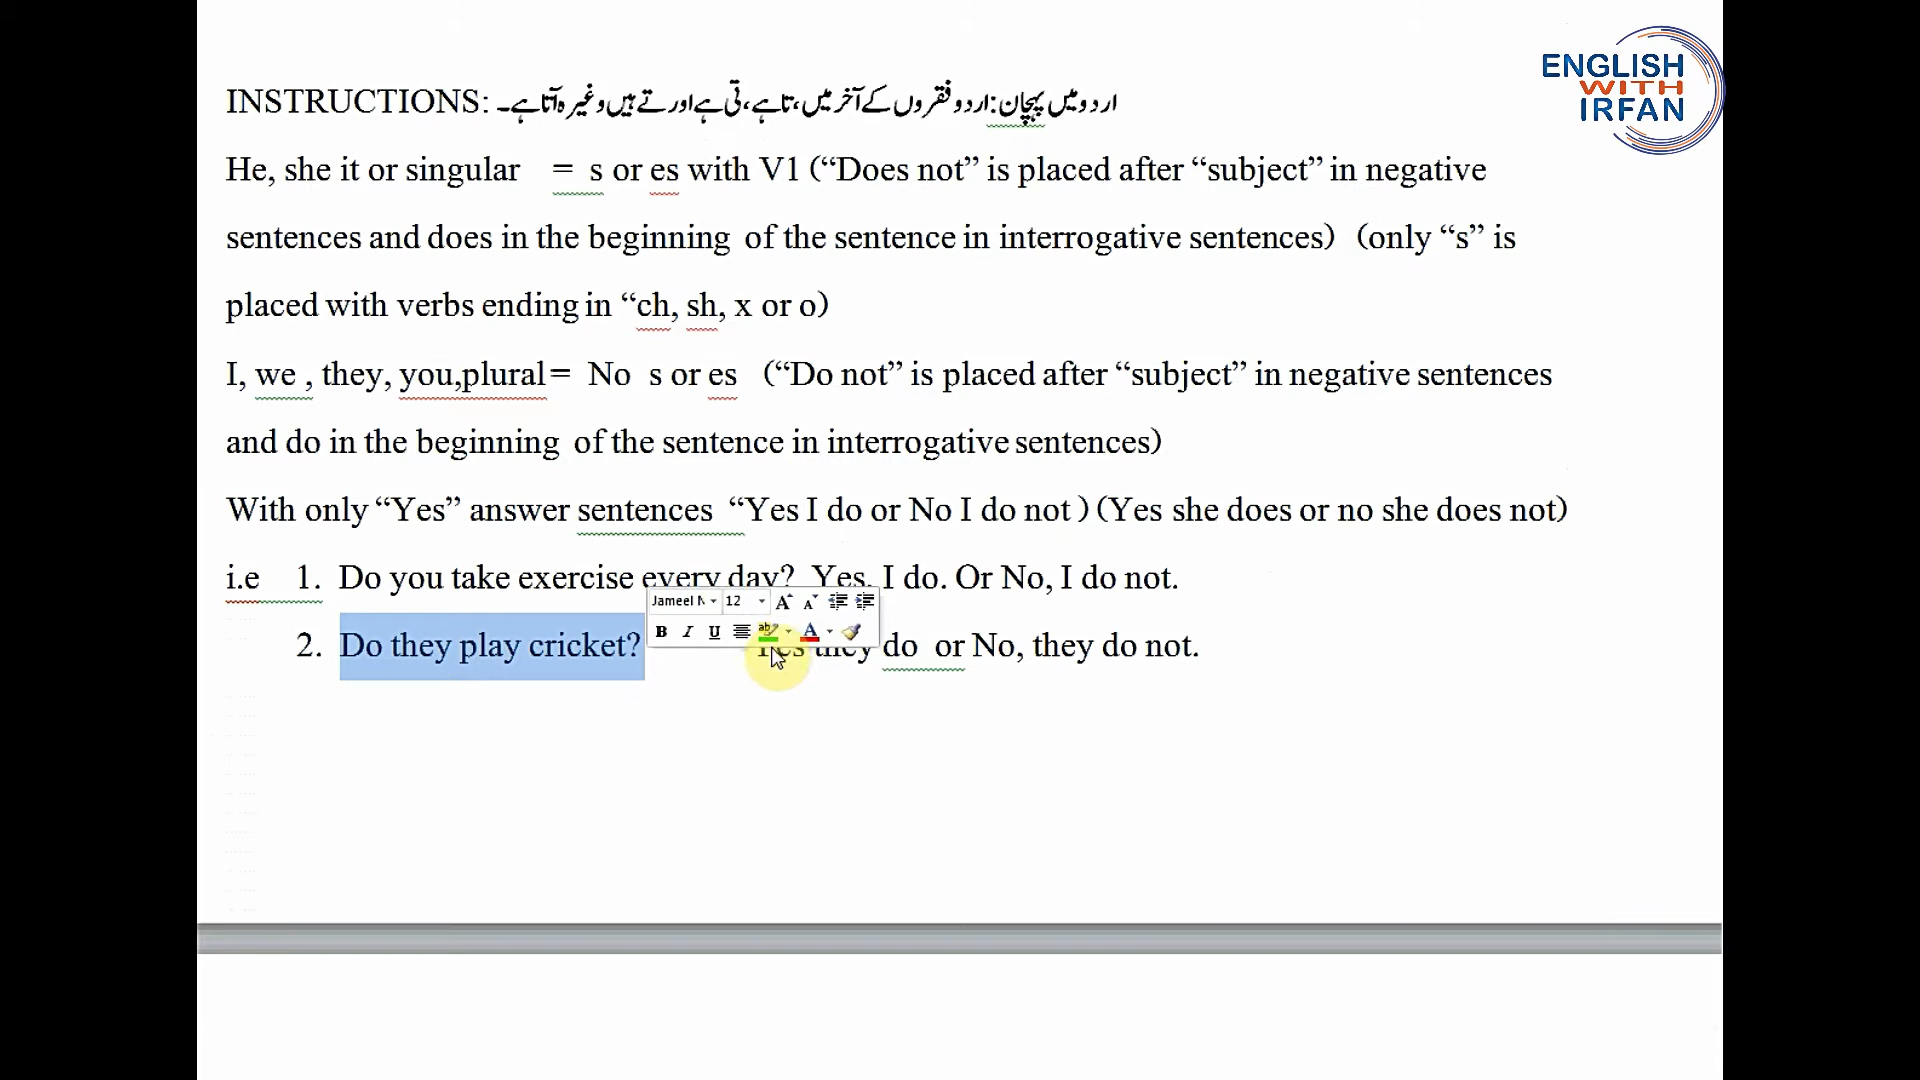 ENGLISH
WITH
IRFAN
INSTRUCTIONS: اردو میں پہچان: اردو فقروں کے آخر میں، تا ہے، تی ہے اور تے ہیں وغیرہ آتا ہے۔
He, she it or singular = s or es with V1 (“Does not” is placed after “subject” in negative
sentences and does in the beginning of the sentence in interrogative sentences) (only “s” is
placed with verbs ending in “ch, sh, x or o)
I, we , they, you,plural= No s or es (“Do not” is placed after “subject” in negative sentences
and do in the beginning of the sentence in interrogative sentences)
With only “Yes” answer sentences “Yes I do or No I do not ) (Yes she does or no she does not)
i.e 1. Do you take exercise every day? Yes, I do. Or No, I do not.
Jameel N 12
B I U ab A
2. Do they play cricket? Yes they do or No, they do not.